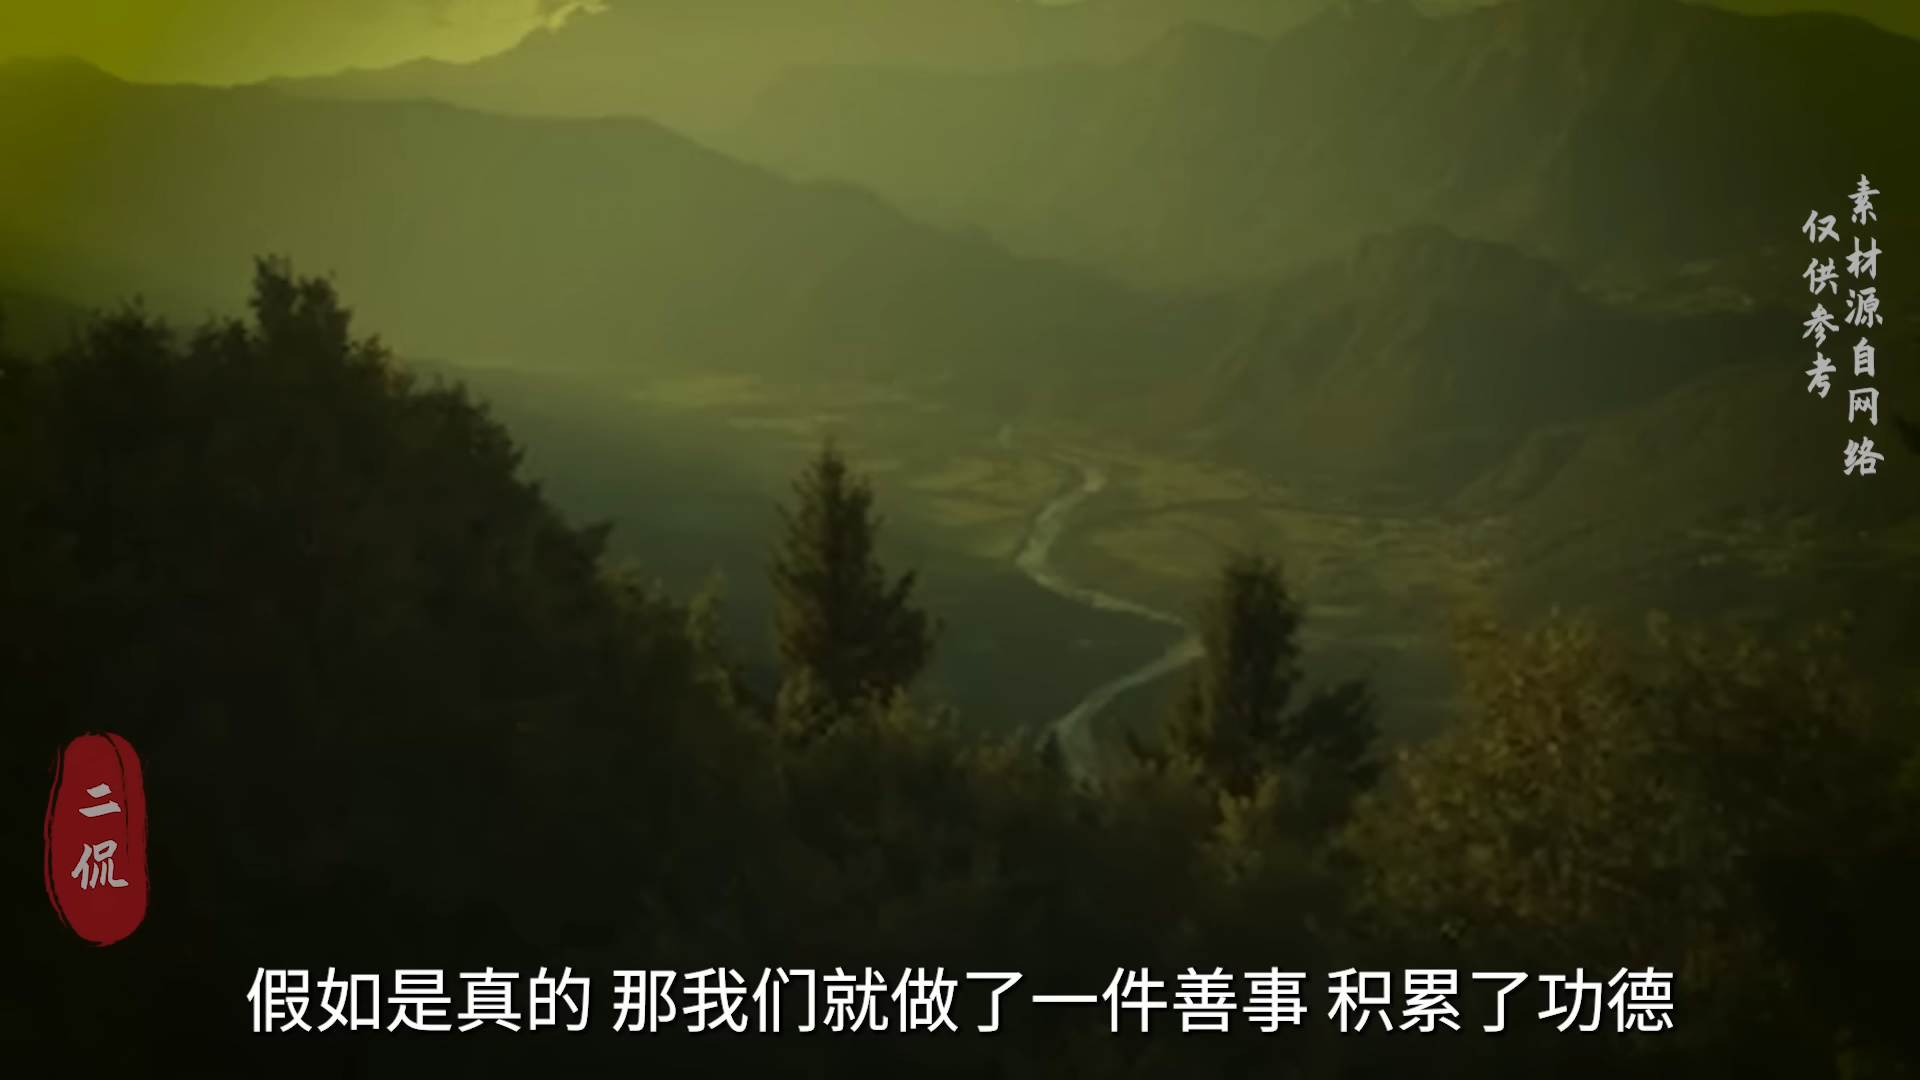 素材源自网络
仅供参考
二侃
假如是真的 那我们就做了一件善事 积累了功德